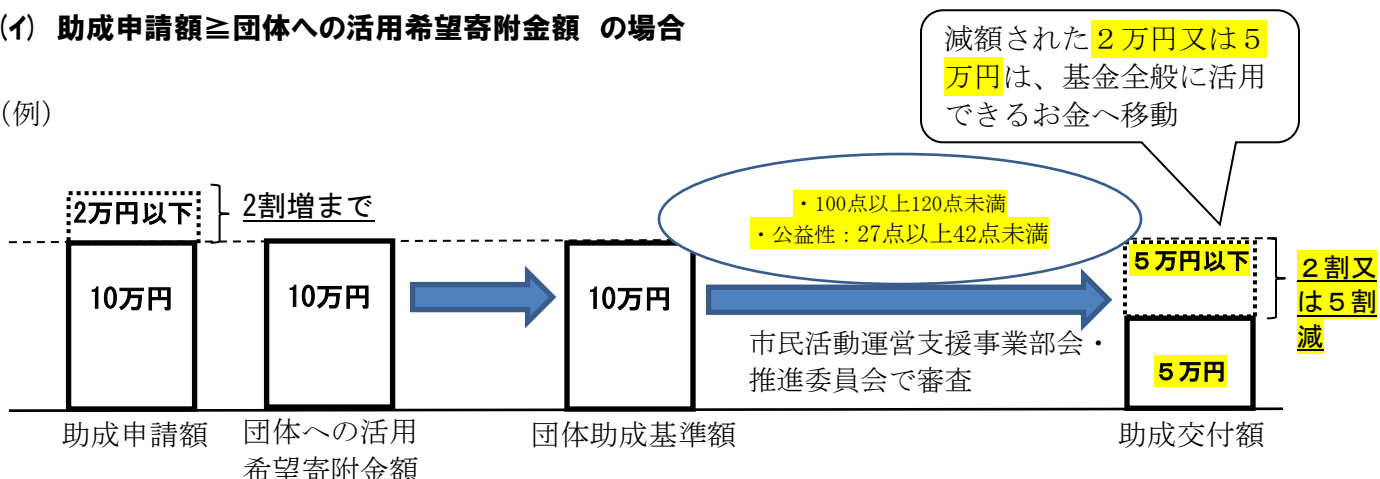 (イ) 助成申請額≧団体への活用希望寄附金額 の場合
減額された２万円又は５
万円は、基金全般に活用
できるお金へ移動
（例）
2万円以下
2割増まで
・100点以上120点未満
・公益性：27点以上42点未満
５万円以下
２割又
は５割
減
10万円
10万円
10万円
市民活動運営支援事業部会・
推進委員会で審査
５万円
助成申請額
団体への活用
希望寄附金額
団体助成基準額
助成交付額